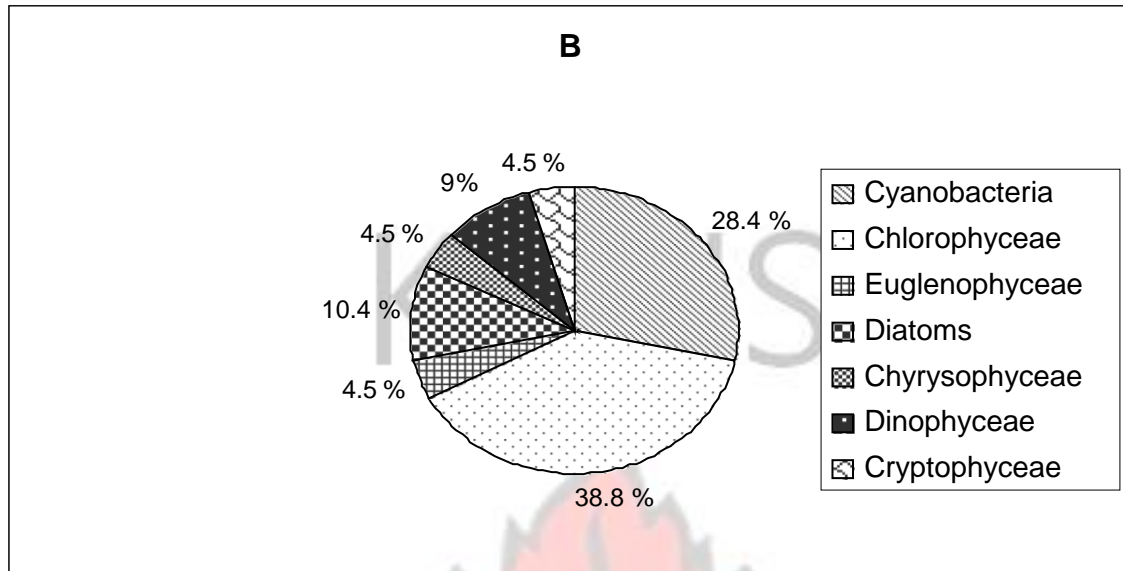 B
4.5 %
9%
4.5 %
28.4 %
10.4 %
4.5 %
38.8 %
Cyanobacteria
Chlorophyceae
Euglenophyceae
Diatoms
Chyrysophyceae
Dinophyceae
Cryptophyceae